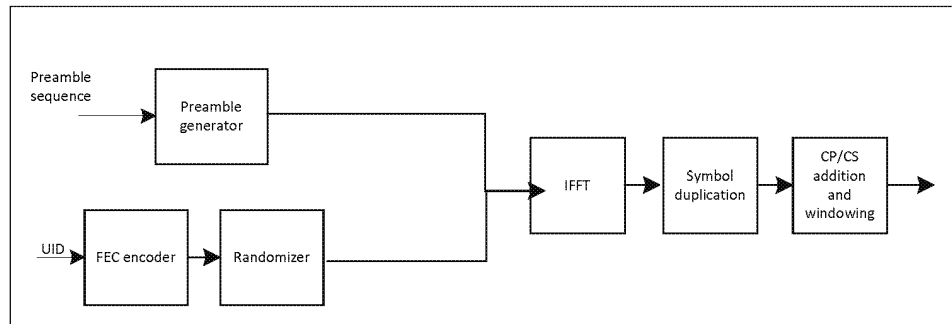 Preamble
sequence
Preamble
generator
UID
FEC encoder
Randomizer
IFFT
Symbol
duplication
CP/CS
addition
and
windowing